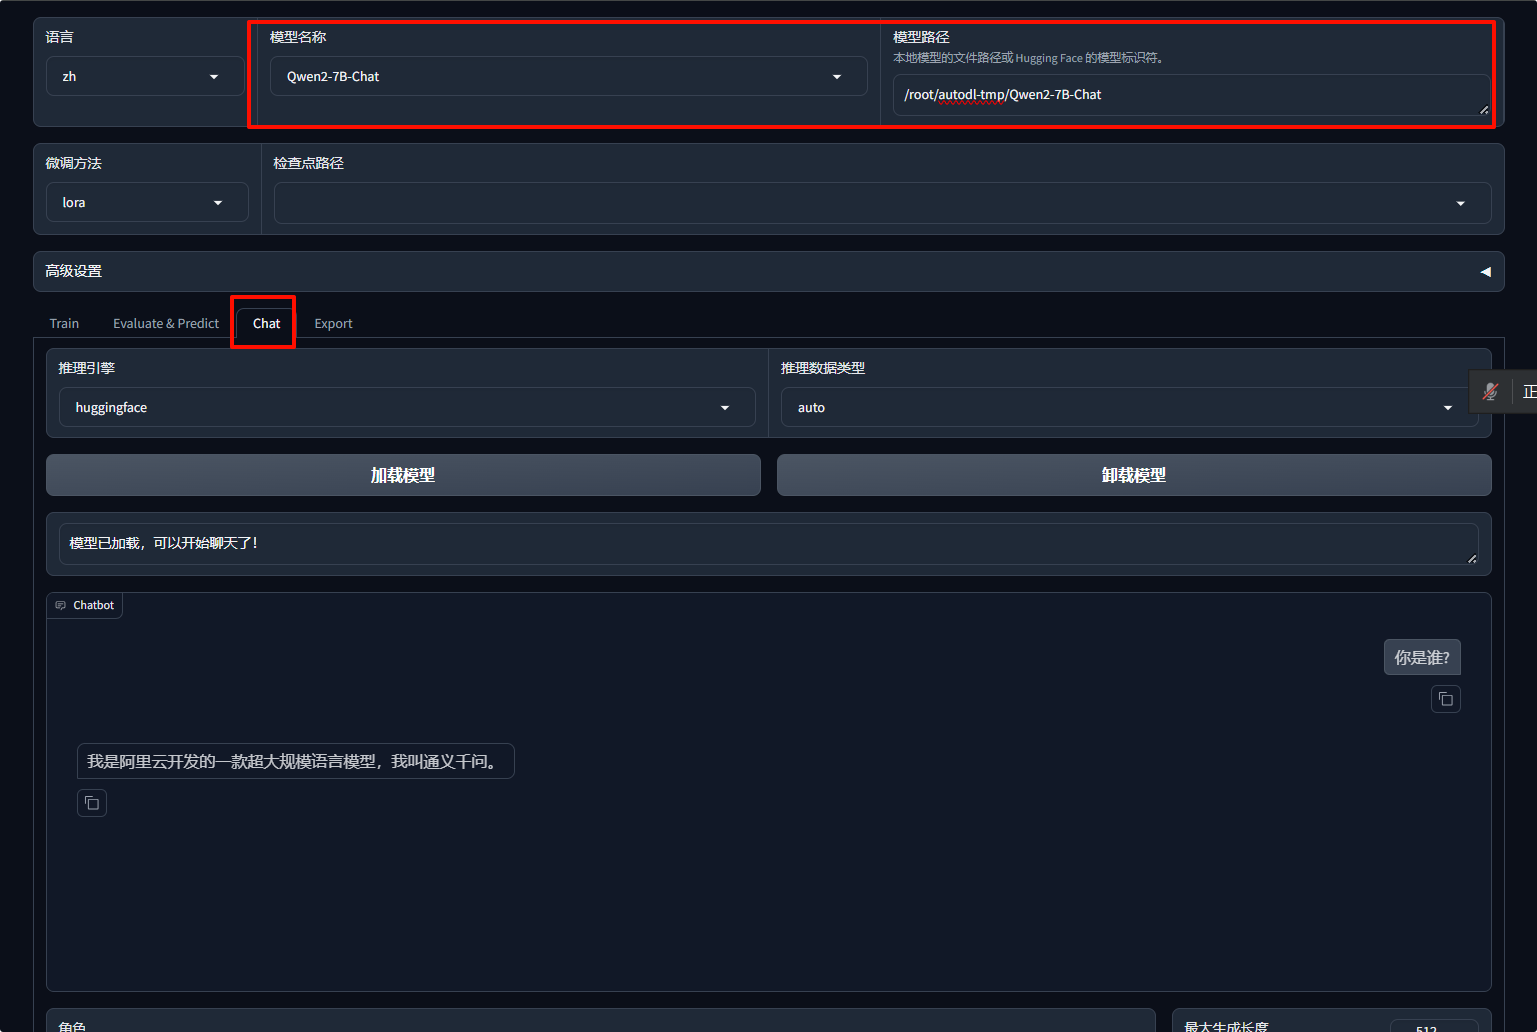 语言
zh
模型名称
Qwen2-7B-Chat
模型路径
本地模型的文件路径或 Hugging Face 的模型标识符。
/root/autodl-tmp/Qwen2-7B-Chat
微调方法
lora
检查点路径
高级设置
Train
Evaluate & Predict
Chat
Export
推理引擎
huggingface
推理数据类型
auto
正
加载模型
卸载模型
模型已加载，可以开始聊天了！
Chatbot
你是谁?
我是阿里云开发的一款超大规模语言模型，我叫通义千问。
角色
最大生成长度
512